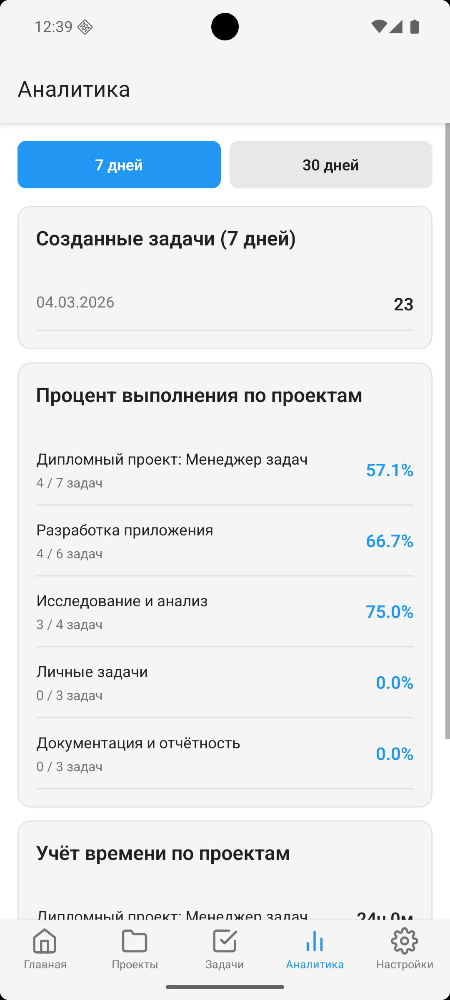 12:39
Аналитика
7 дней
30 дней
Созданные задачи (7 дней)
04.03.2026
23
Процент выполнения по проектам
Дипломный проект: Менеджер задач
4 / 7 задач
57.1%
Разработка приложения
4 / 6 задач
66.7%
Исследование и анализ
3 / 4 задач
75.0%
Личные задачи
0 / 3 задач
0.0%
Документация и отчётность
0 / 3 задач
0.0%
Учёт времени по проектам
Дипломный проект: Менеджер задач
24ч 0м
Главная
Проекты
Задачи
Аналитика
Настройки